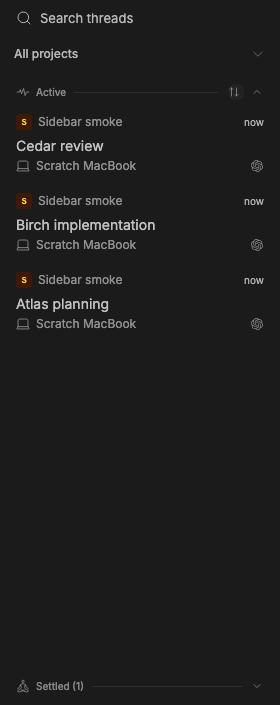 Search threads
All projects
Active
S Sidebar smoke now
Cedar review
Scratch MacBook
S Sidebar smoke now
Birch implementation
Scratch MacBook
S Sidebar smoke now
Atlas planning
Scratch MacBook
Settled (1)